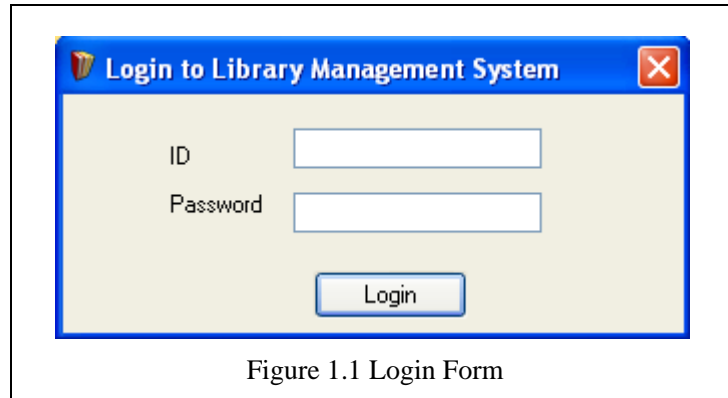 Login to Library Management System
ID
Password
Login
Figure 1.1 Login Form